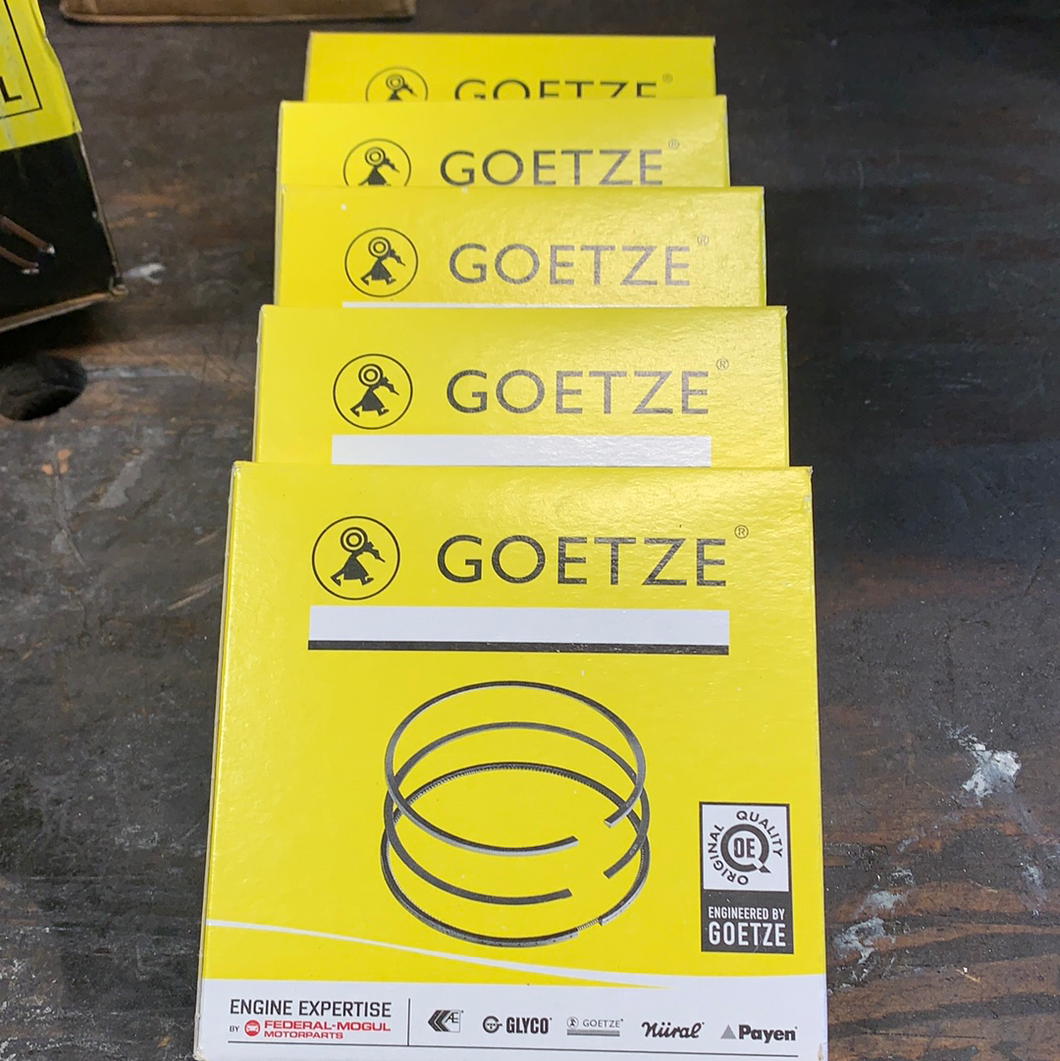 L
GOETZE®
GOETZE®
GOETZE®
GOETZE®
GOETZE®
ORIGINAL QUALITY
OE
ENGINEERED BY
GOETZE
ENGINE EXPERTISE
BY FEDERAL-MOGUL
MOTORPARTS
AE GLYCO® GOETZE® Nüral® Payen®